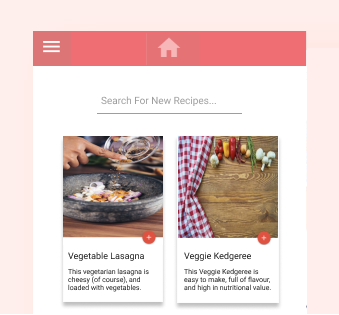 Search For New Recipes...
Vegetable Lasagna
This vegetarian lasagna is
cheesy (of course), and
loaded with vegetables.
Veggie Kedgeree
This Veggie Kedgeree is
easy to make, full of flavour,
and high in nutritional value.